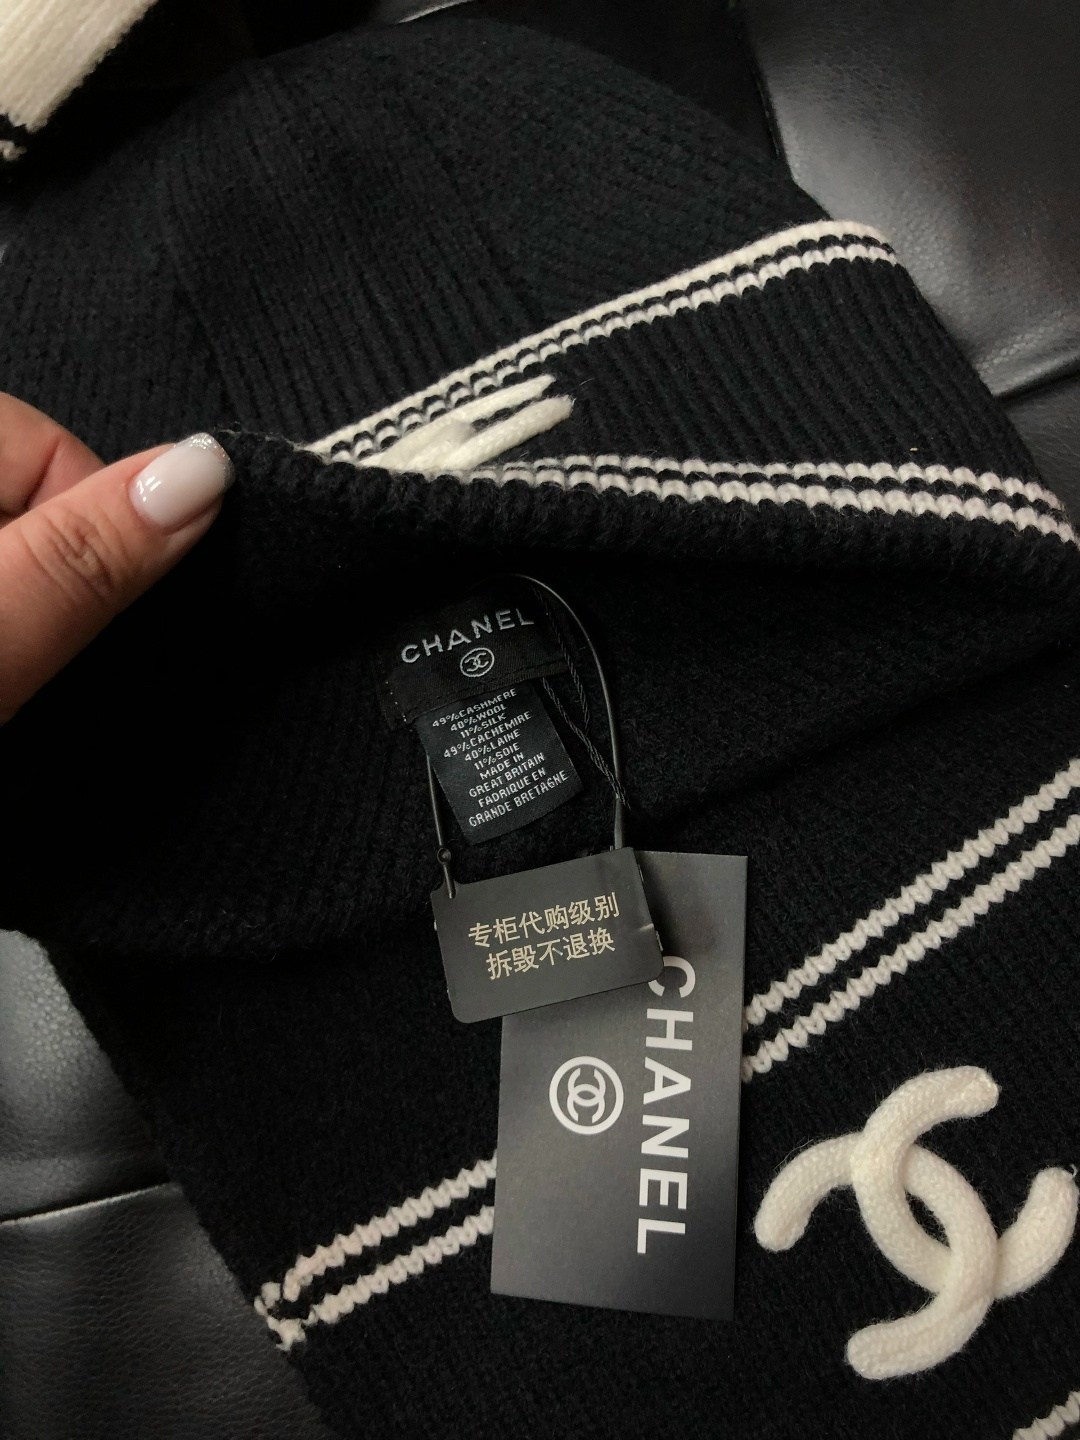 CHANEL
49%CASHMERE
40%WOOL
11%SILK
49%CACHEMIRE
40%LAINE
11%SOIE
MADE IN
GREAT BRITAIN
FABRIQUE EN
GRANDE BRETAGNE
专柜代购级别
拆毁不退换
CHANEL